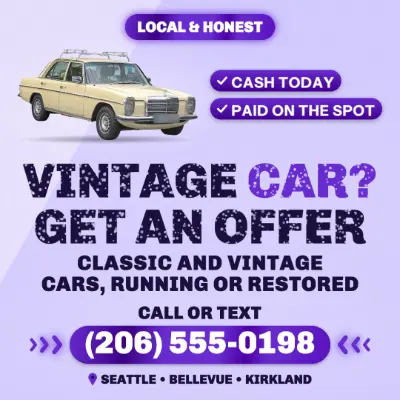 LOCAL & HONEST
CASH TODAY
PAID ON THE SPOT
VINTAGE CAR?
GET AN OFFER
CLASSIC AND VINTAGE
CARS, RUNNING OR RESTORED
CALL OR TEXT
(206) 555-0198
SEATTLE • BELLEVUE • KIRKLAND